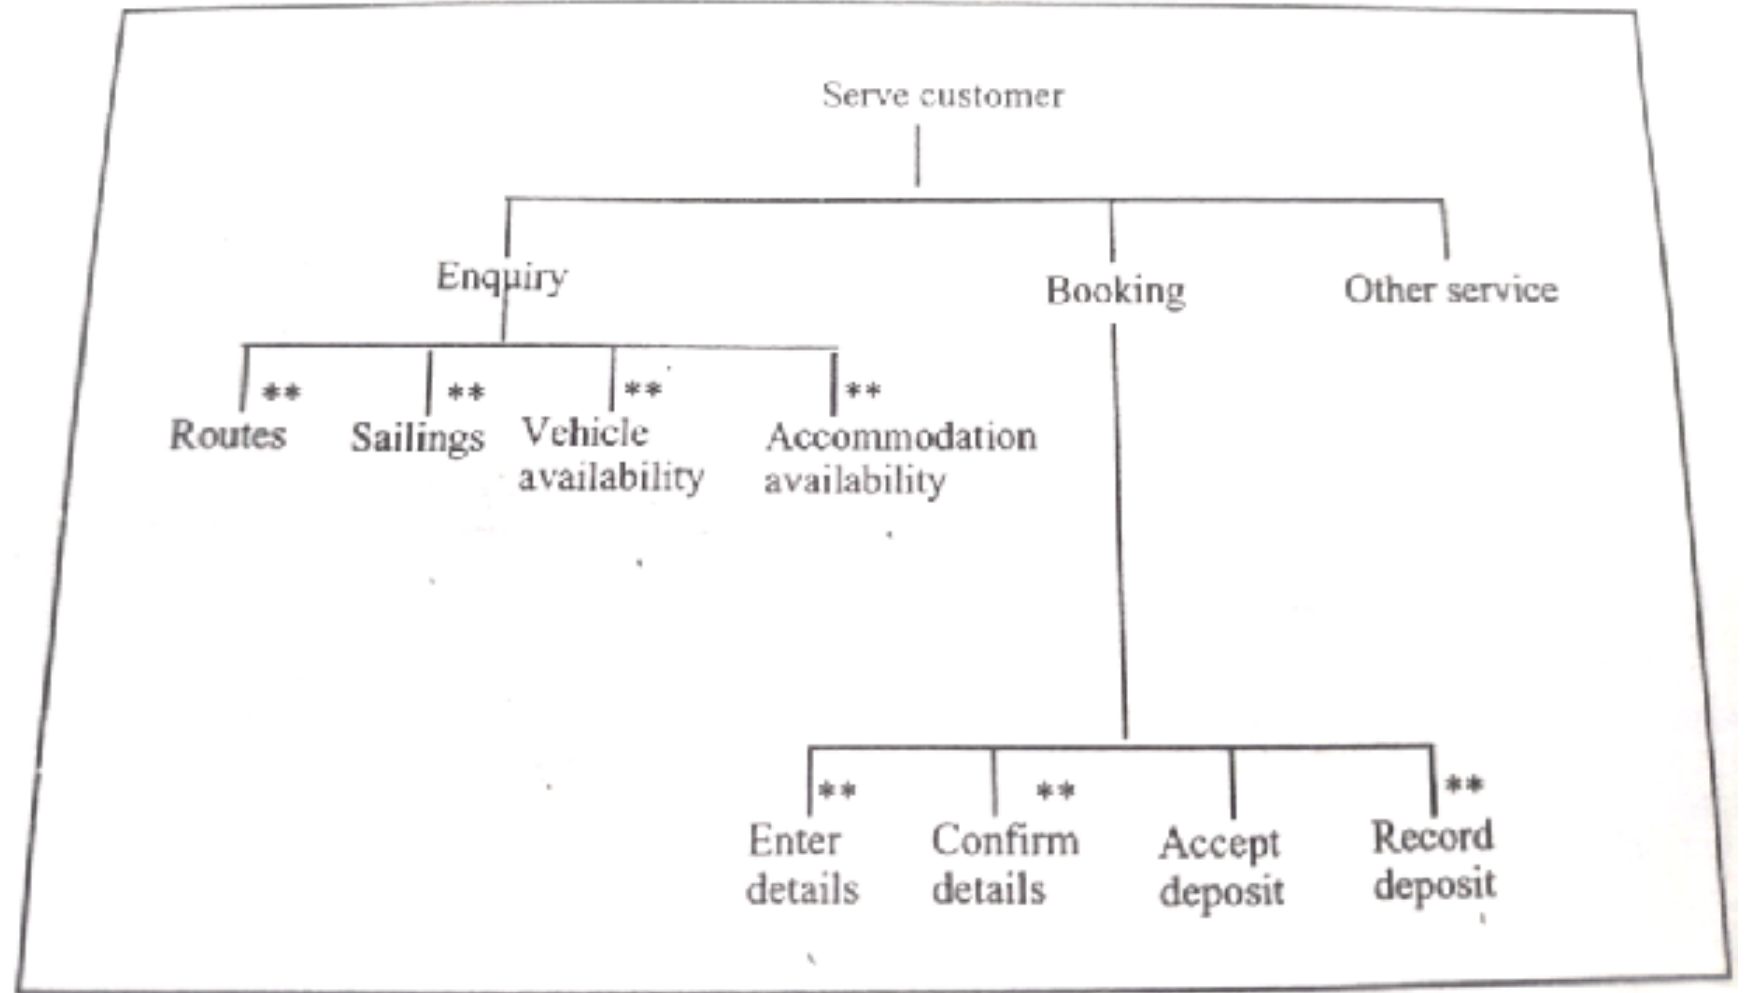 Serve customer
Enquiry
Booking
Other service
**
**
**
**
Routes
Sailings
Vehicle
availability
Accommodation
availability
**
**
**
Enter
details
Confirm
details
Accept
deposit
Record
deposit